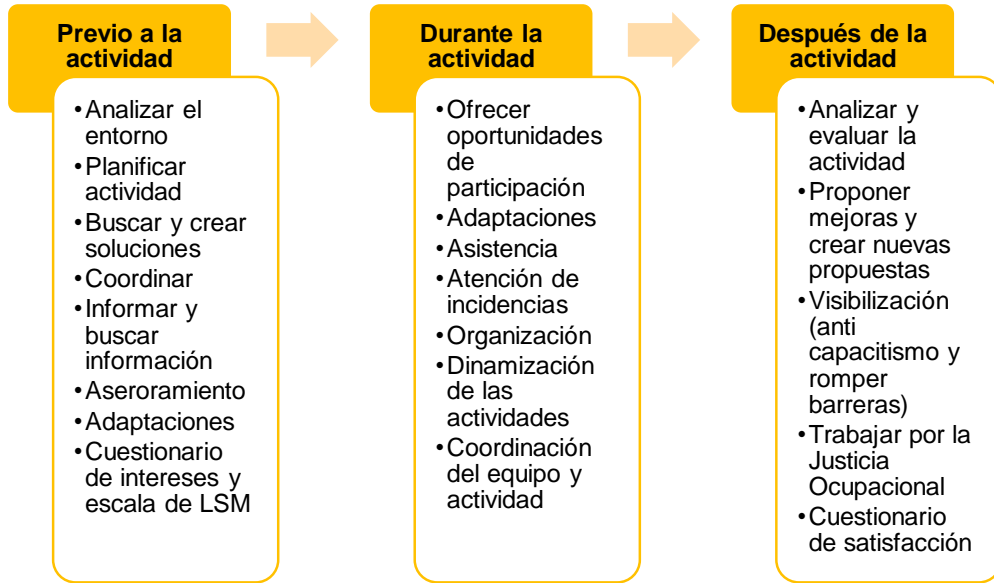 Previo a la
actividad
•Analizar el
entorno
•Planificar
actividad
•Buscar y crear
soluciones
•Coordinar
•Informar y
buscar
información
•Aseroramiento
•Adaptaciones
•Cuestionario
de intereses y
escala de LSM
Durante la
actividad
•Ofrecer
oportunidades
de
participación
•Adaptaciones
•Asistencia
•Atención de
incidencias
•Organización
•Dinamización
de las
actividades
•Coordinación
del equipo y
actividad
Después de la
actividad
•Analizar y
evaluar la
actividad
•Proponer
mejoras y
crear nuevas
propuestas
•Visibilización
(anti
capacitismo y
romper
barreras)
•Trabajar por la
Justicia
Ocupacional
•Cuestionario
de satisfacción